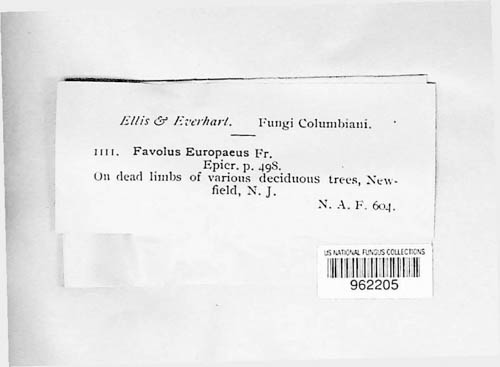 Ellis & Everhart. Fungi Columbiani.
1111. Favolus Europaeus Fr.
Epicr. p. 498.
On dead limbs of various deciduous trees, New-
field, N. J.
N. A. F. 604.
US NATIONAL FUNGUS COLLECTIONS
962205